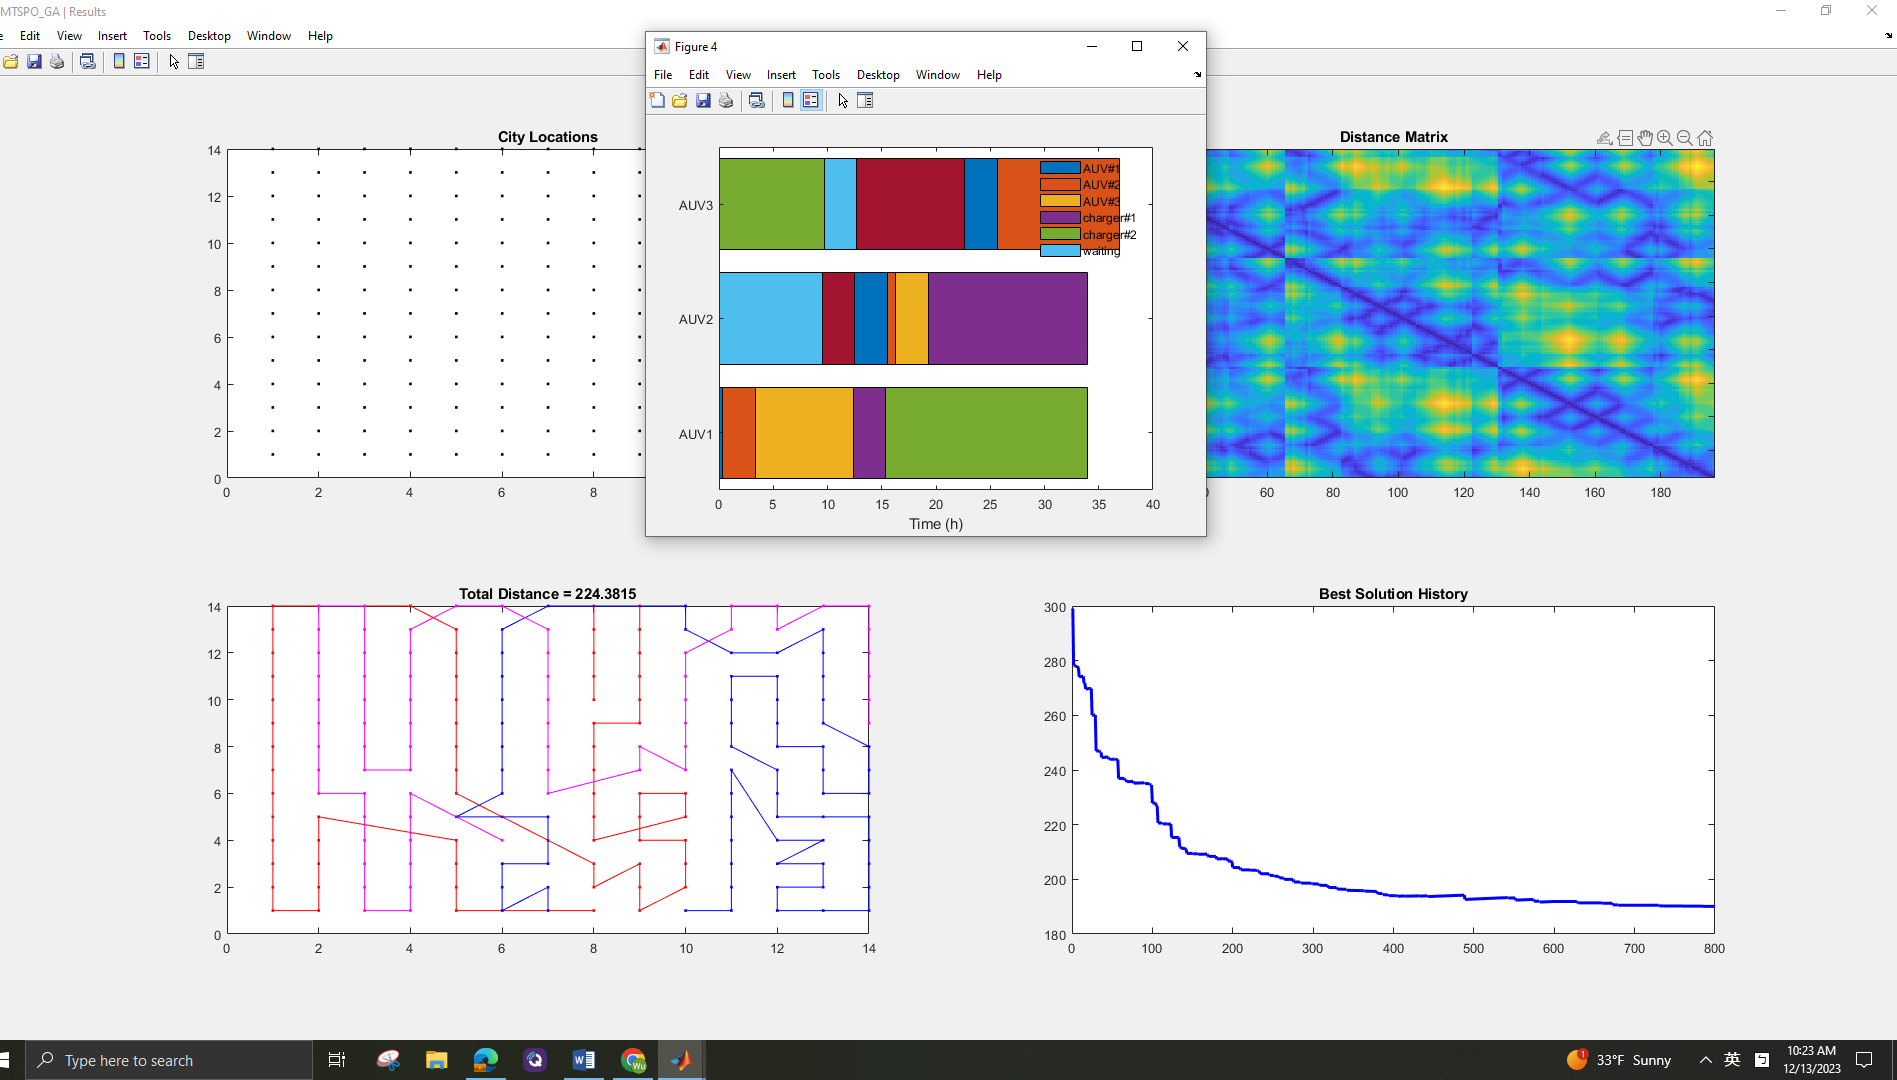 MTSPO_GA | Results
Edit View Insert Tools Desktop Window Help
Figure 4
File Edit View Insert Tools Desktop Window Help
City Locations
14
12
10
8
6
4
2
0
0 2 4 6 8
AUV3
AUV2
AUV1
AUV#1
AUV#2
AUV#3
charger#1
charger#2
waiting
0 5 10 15 20 25 30 35 40
Time (h)
Distance Matrix
60 80 100 120 140 160 180
Total Distance = 224.3815
14
12
10
8
6
4
2
0
0 2 4 6 8 10 12 14
Best Solution History
300
280
260
240
220
200
180
0 100 200 300 400 500 600 700 800
Type here to search
Wu
1
33°F Sunny
英
10:23 AM
12/13/2023